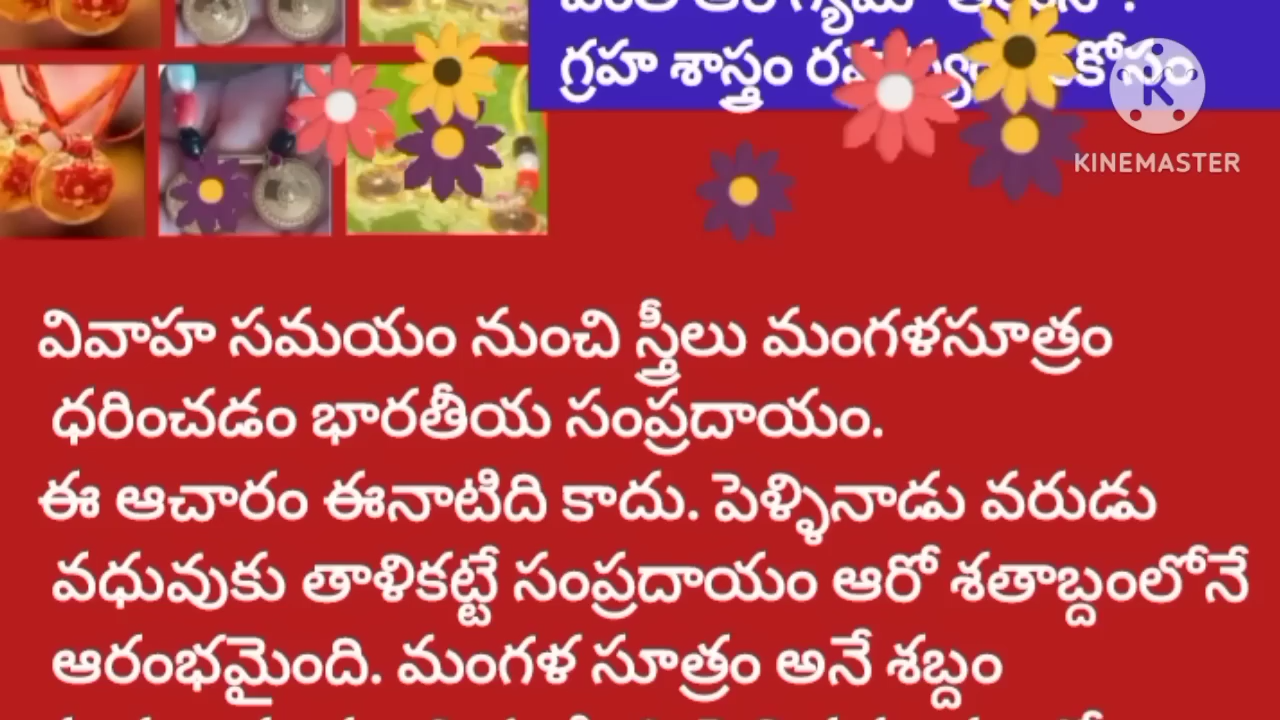 గ్రహ శాస్త్రం
KINEMASTER
వివాహ సమయం నుంచి స్త్రీలు మంగళసూత్రం
ధరించడం భారతీయ సంప్రదాయం.
ఈ ఆచారం ఈనాటిది కాదు. పెళ్ళినాడు వరుడు
వధువుకు తాళికట్టే సంప్రదాయం ఆరో శతాబ్దంలోనే
ఆరంభమైంది. మంగళ సూత్రం అనే శబ్దం